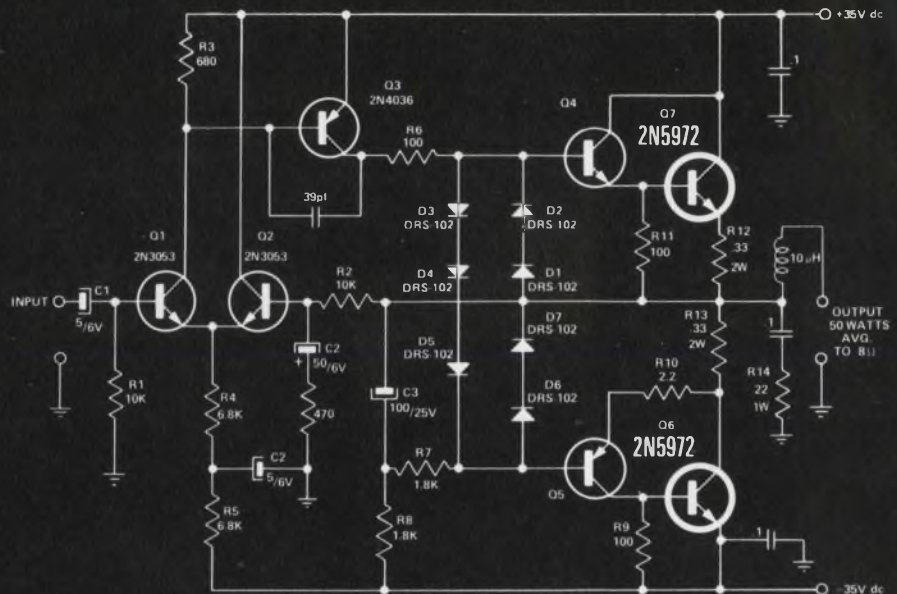 +35V dc
R3
680
.1
Q3
2N4036
Q4
Q7
2N5972
R6
100
39pf
D3
DRS-102
D2
DRS-102
R11
100
R12
.33
2W
10 μH
Q1
2N3053
Q2
2N3053
D4
DRS-102
D1
DRS-102
R2
10K
INPUT
C1
5/6V
R13
.33
2W
OUTPUT
50 WATTS
AVG.
TO 8Ω
D5
DRS-102
D7
DRS-102
.1
R1
10K
R4
6.8K
+
C2
50/6V
470
C3
100/25V
R10
2.2
R14
22
1W
D6
DRS-102
Q6
2N5972
C2
5/6V
R7
1.8K
Q5
R5
6.8K
R8
1.8K
R9
100
.1
-35V dc